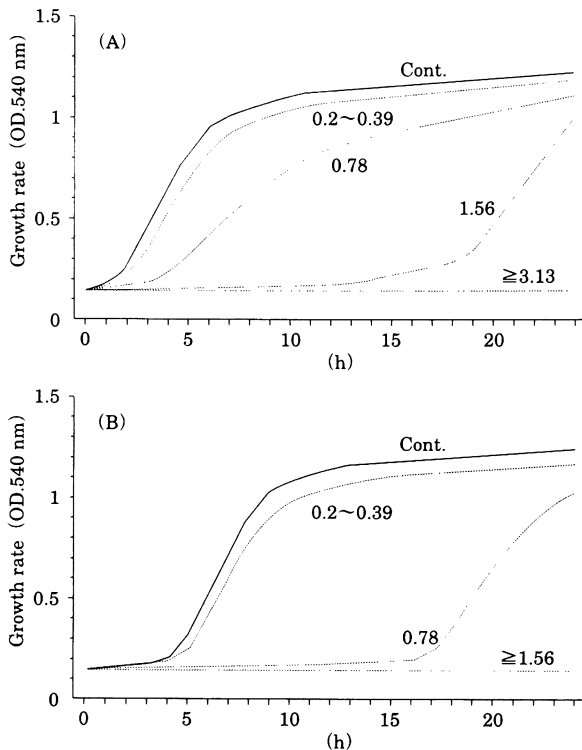 (A)
Growth rate (OD.540 nm)
1.5
1
0.5
0
Cont.
0.2~0.39
0.78
1.56
≧3.13
0 5 10 15 20
(h)
(B)
Growth rate (OD.540 nm)
1.5
1
0.5
0
Cont.
0.2~0.39
0.78
≧1.56
0 5 10 15 20
(h)